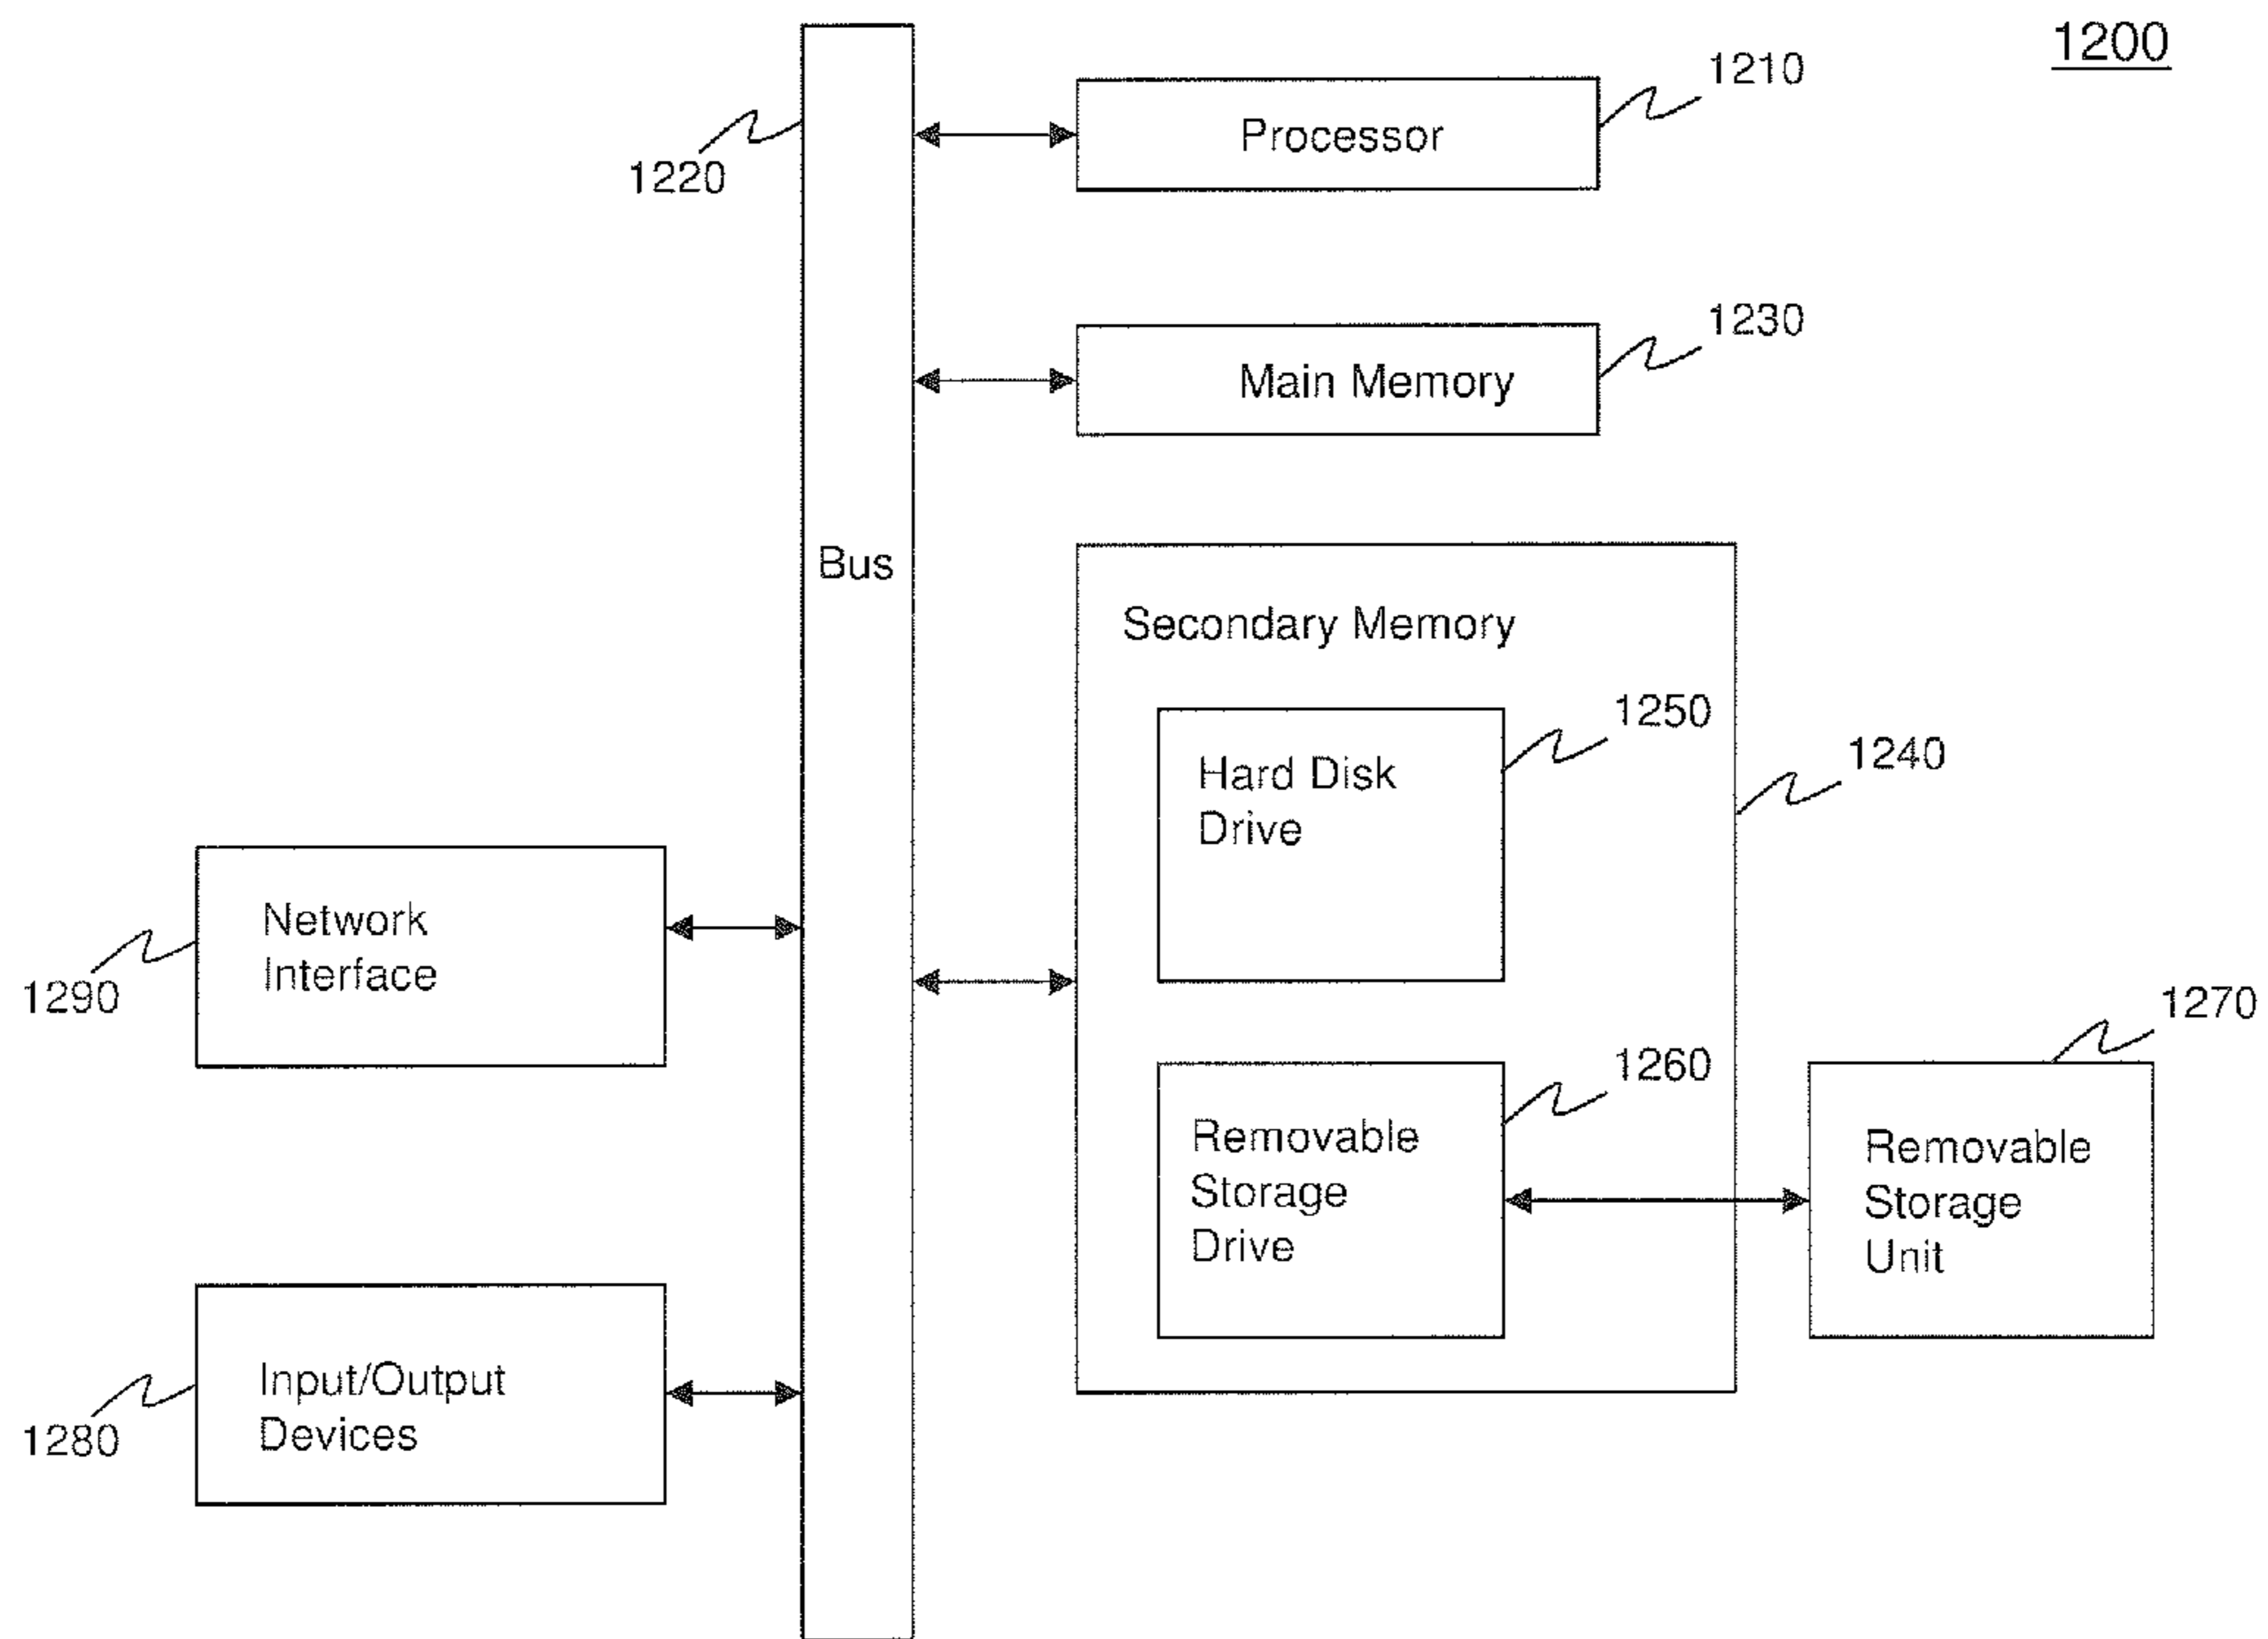 1200
1210
Processor
1220
1230
Main Memory
Bus
Secondary Memory
1250
Hard Disk
Drive
1240
Network
Interface
1290
1270
1260
Removable
Storage
Drive
Removable
Storage
Unit
Input/Output
Devices
1280